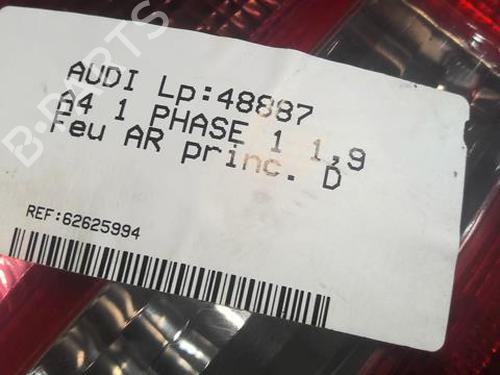 AUDI Lp:48887
A4 1 PHASE 1 1,9
Feu AR princ. D
REF:62625994
B-PARTS